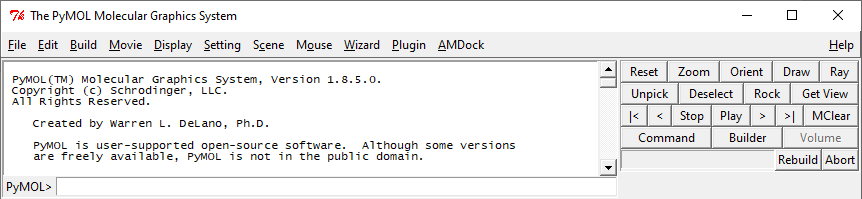 The PyMOL Molecular Graphics System
File Edit Build Movie Display Setting Scene Mouse Wizard Plugin AMDock Help
PyMOL(TM) Molecular Graphics System, Version 1.8.5.0.
Copyright (c) Schrodinger, LLC.
All Rights Reserved.
Created by Warren L. DeLano, Ph.D.
PyMOL is user-supported open-source software.  Although some versions
are freely available, PyMOL is not in the public domain.
PyMOL>
Reset Zoom Orient Draw Ray
Unpick Deselect Rock Get View
|< < Stop Play > >| MClear
Command Builder Volume
Rebuild Abort